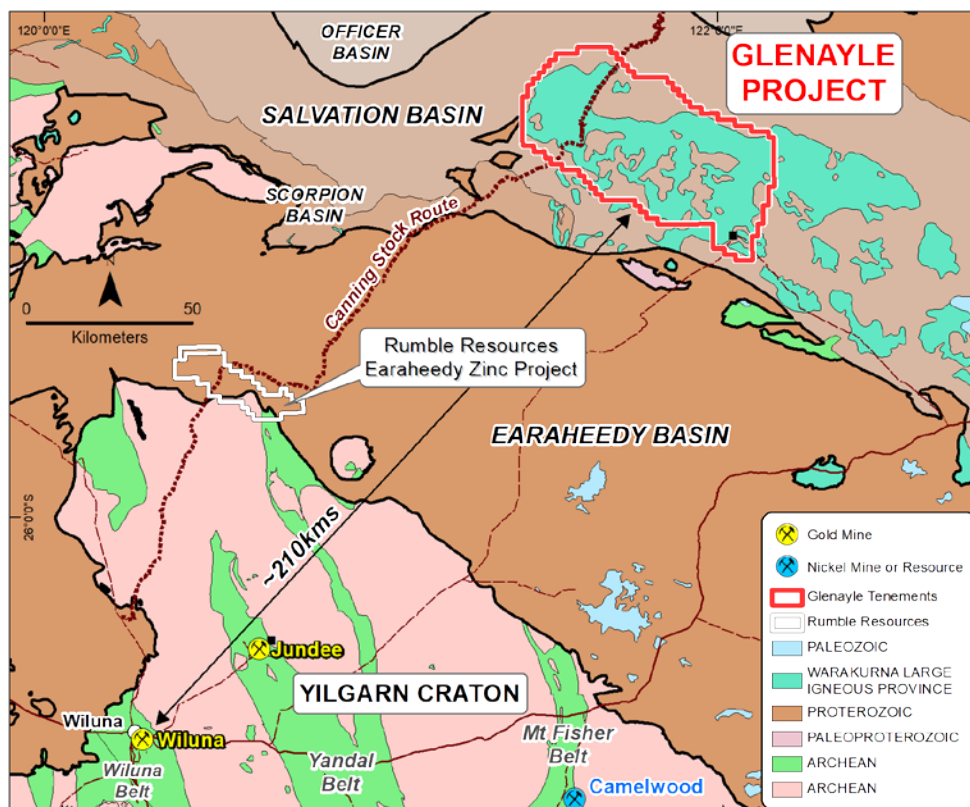 120°0'0"E
122°0'0"E
OFFICER
BASIN
GLENAYLE
PROJECT
SALVATION BASIN
SCORPION
BASIN
Canning Stock Route
0
50
Kilometers
Rumble Resources
Earaheedy Zinc Project
EARAHEEDY BASIN
26°0'0"S
~210kms
Jundee
YILGARN CRATON
Wiluna
Wiluna
Wiluna
Belt
Yandal
Belt
Mt Fisher
Belt
Camelwood
Gold Mine
Nickel Mine or Resource
Glenayle Tenements
Rumble Resources
PALEOZOIC
WARAKURNA LARGE
IGNEOUS PROVINCE
PROTEROZOIC
PALEOPROTEROZOIC
ARCHEAN
ARCHEAN